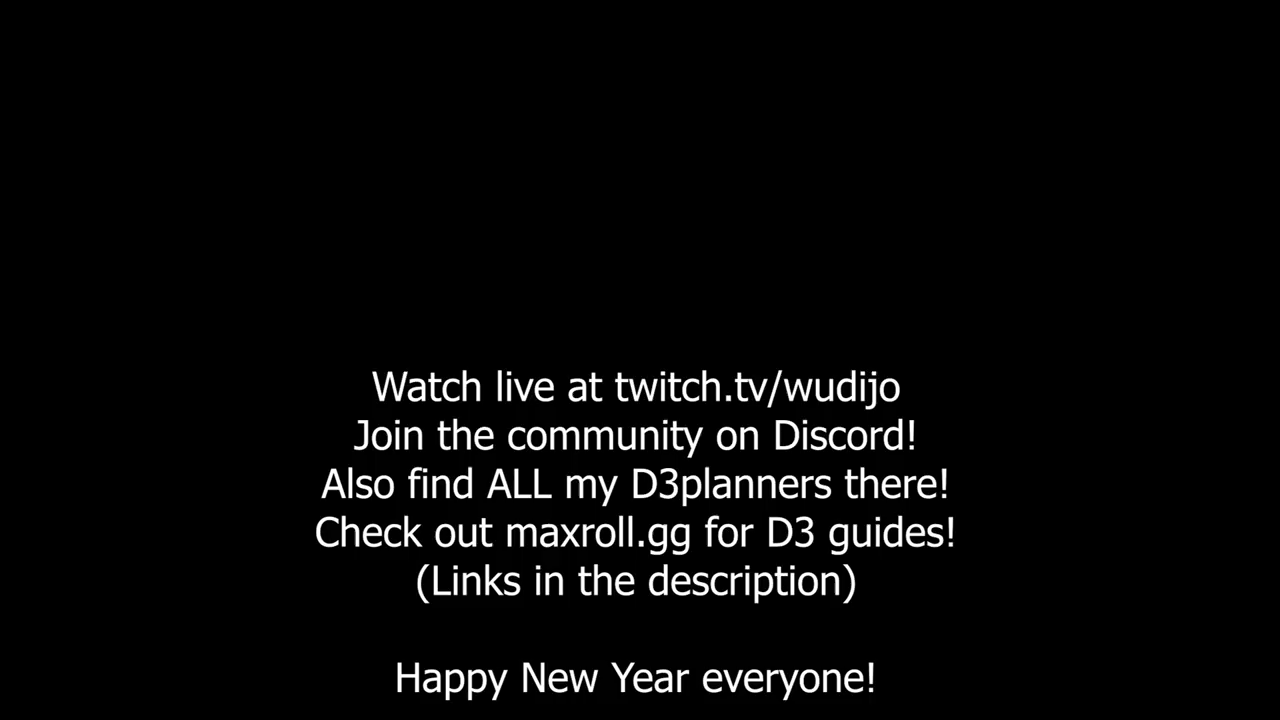 Watch live at twitch.tv/wudijo
Join the community on Discord!
Also find ALL my D3planners there!
Check out maxroll.gg for D3 guides!
(Links in the description)
Happy New Year everyone!